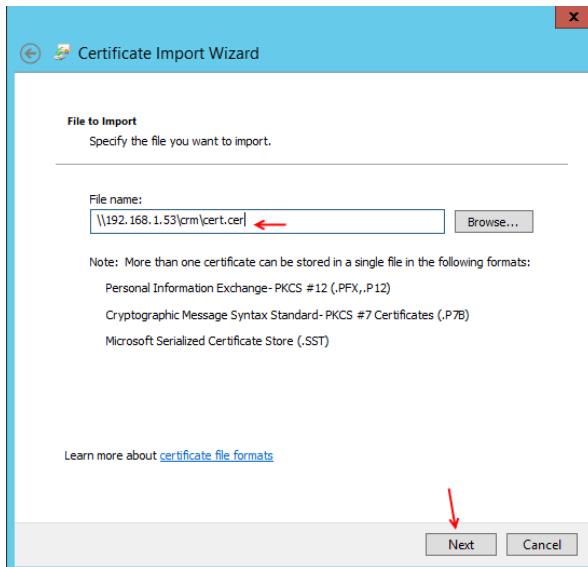 x
Certificate Import Wizard
File to Import
Specify the file you want to import.
File name:
\\192.168.1.53\crm\cert.cer
Browse...
Note: More than one certificate can be stored in a single file in the following formats:
Personal Information Exchange- PKCS #12 (.PFX,.P12)
Cryptographic Message Syntax Standard- PKCS #7 Certificates (.P7B)
Microsoft Serialized Certificate Store (.SST)
Learn more about certificate file formats
Next
Cancel